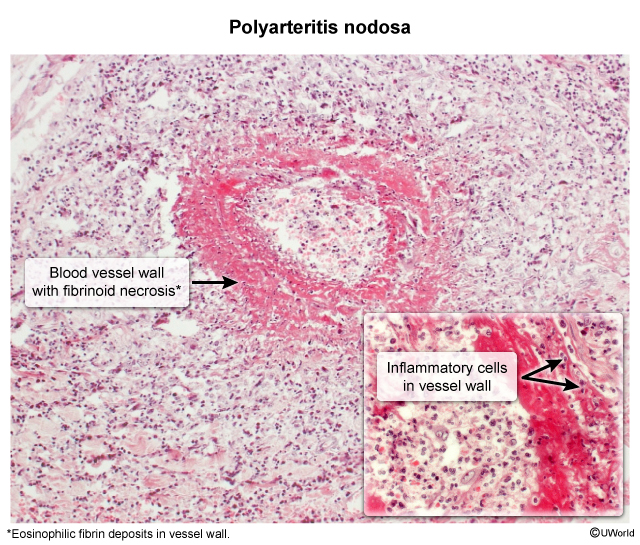 Polyarteritis nodosa
Blood vessel wall
with fibrinoid necrosis*
Inflammatory cells
in vessel wall
*Eosinophilic fibrin deposits in vessel wall.
©UWorld